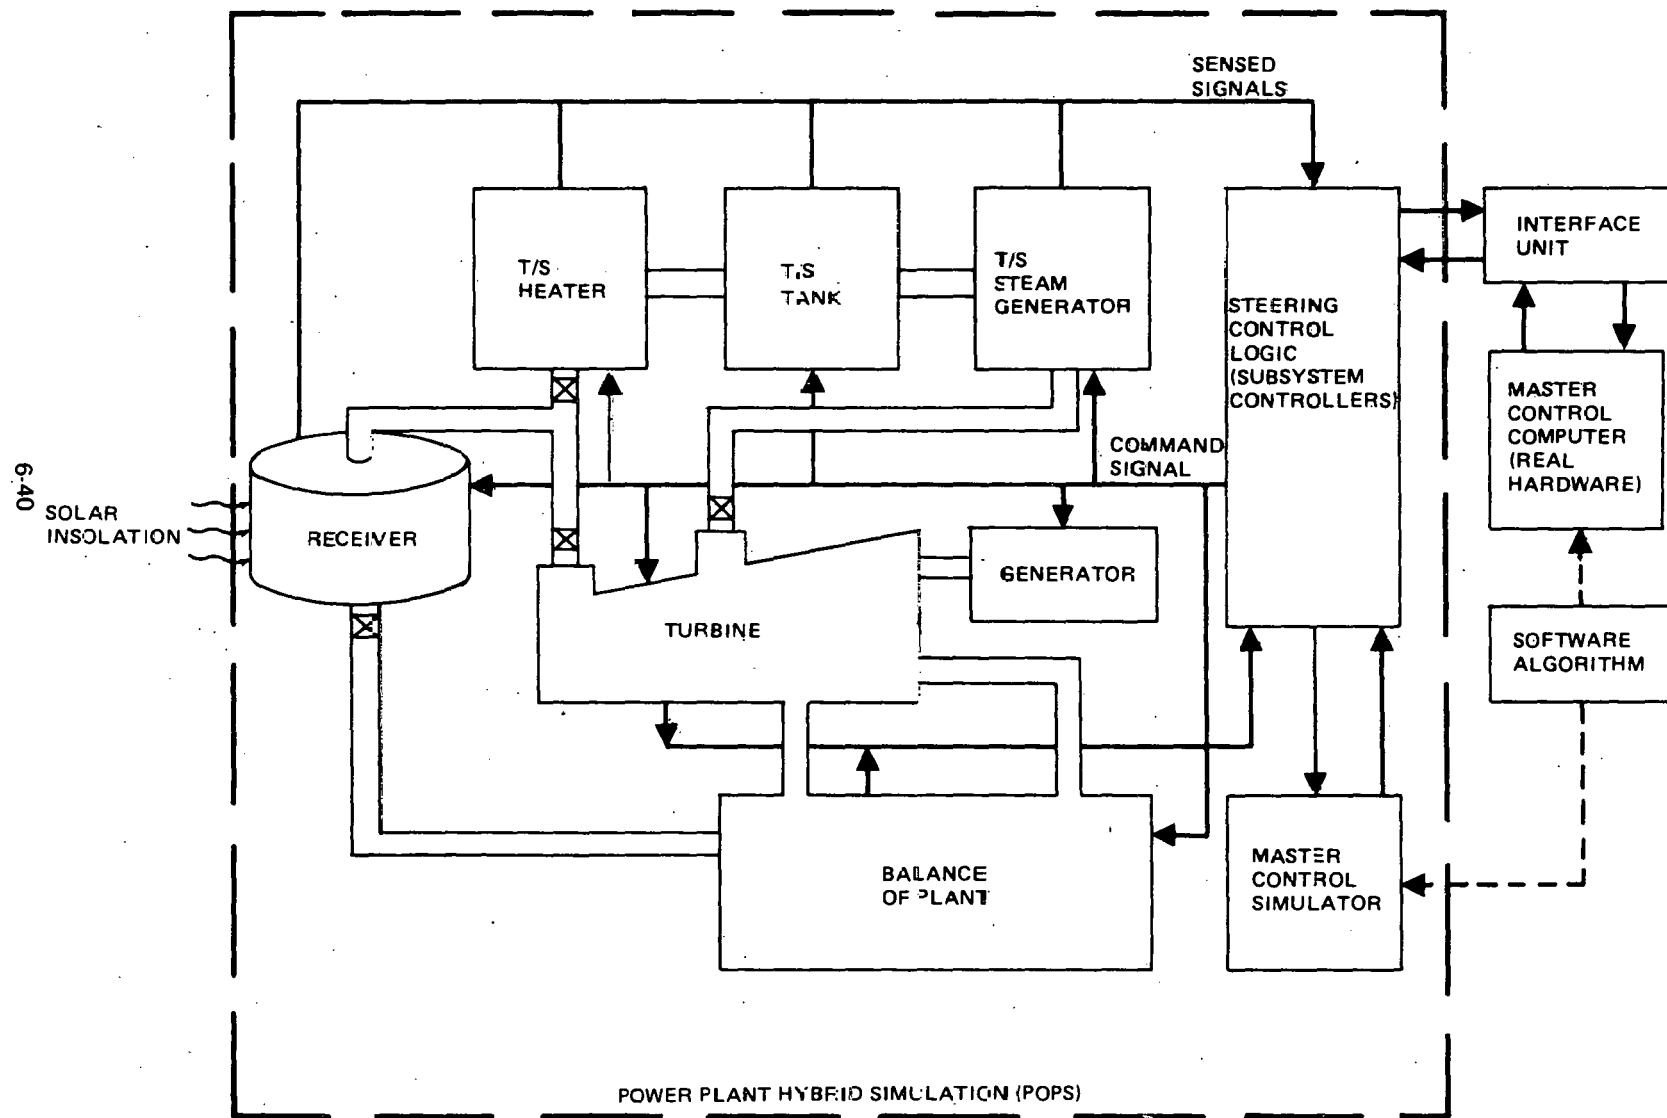 SENSED
SIGNALS
T/S
HEATER
T/S
TANK
T/S
STEAM
GENERATOR
STEERING
CONTROL
LOGIC
(SUBSYSTEM
CONTROLLERS)
INTERFACE
UNIT
MASTER
CONTROL
COMPUTER
(REAL
HARDWARE)
COMMAND
SIGNAL
6-40
SOLAR
INSOLATION
RECEIVER
GENERATOR
TURBINE
SOFTWARE
ALGORITHM
BALANCE
OF PLANT
MASTER
CONTROL
SIMULATOR
POWER PLANT HYBRID SIMULATION (POPS)